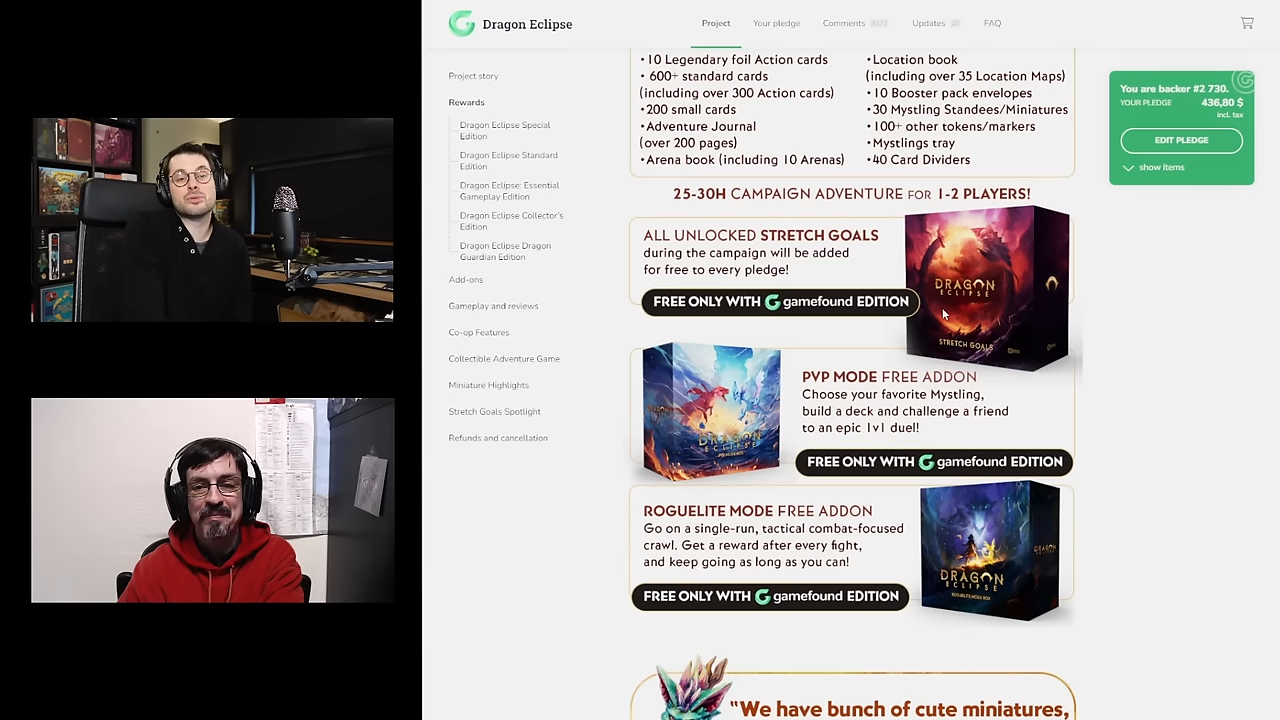 Dragon Eclipse
Project
Your pledge
Comments 9272
Updates 20
FAQ
Project story
Rewards
Dragon Eclipse Special
Edition
Dragon Eclipse Standard
Edition
Dragon Eclipse: Essential
Gameplay Edition
Dragon Eclipse Collector's
Edition
Dragon Eclipse Dragon
Guardian Edition
Add-ons
Gameplay and reviews
Co-op Features
Collectible Adventure Game
Miniature Highlights
Stretch Goals Spotlight
Refunds and cancellation
•10 Legendary foil Action cards
• 600+ standard cards
(including over 300 Action cards)
•200 small cards
•Adventure Journal
(over 200 pages)
•Arena book (including 10 Arenas)
•Location book
(including over 35 Location Maps)
•10 Booster pack envelopes
•30 Mystling Standees/Miniatures
•100+ other tokens/markers
•Mystlings tray
•40 Card Dividers
25-30H CAMPAIGN ADVENTURE FOR 1-2 PLAYERS!
ALL UNLOCKED STRETCH GOALS
during the campaign will be added
for free to every pledge!
FREE ONLY WITH gamefound EDITION
DRAGON
ECLIPSE
STRETCH GOALS
PVP MODE FREE ADDON
Choose your favorite Mystling,
build a deck and challenge a friend
to an epic 1v1 duel!
FREE ONLY WITH gamefound EDITION
DRAGON
ROGUELITE MODE FREE ADDON
Go on a single-run, tactical combat-focused
crawl. Get a reward after every fight,
and keep going as long as you can!
FREE ONLY WITH gamefound EDITION
DRAGON
ECLIPSE
ROGUELITE MODE BOX
DRAGON
ECLIPSE
"We have bunch of cute miniatures,
You are backer #2 730.
YOUR PLEDGE 436,80 $
incl. tax
EDIT PLEDGE
show items